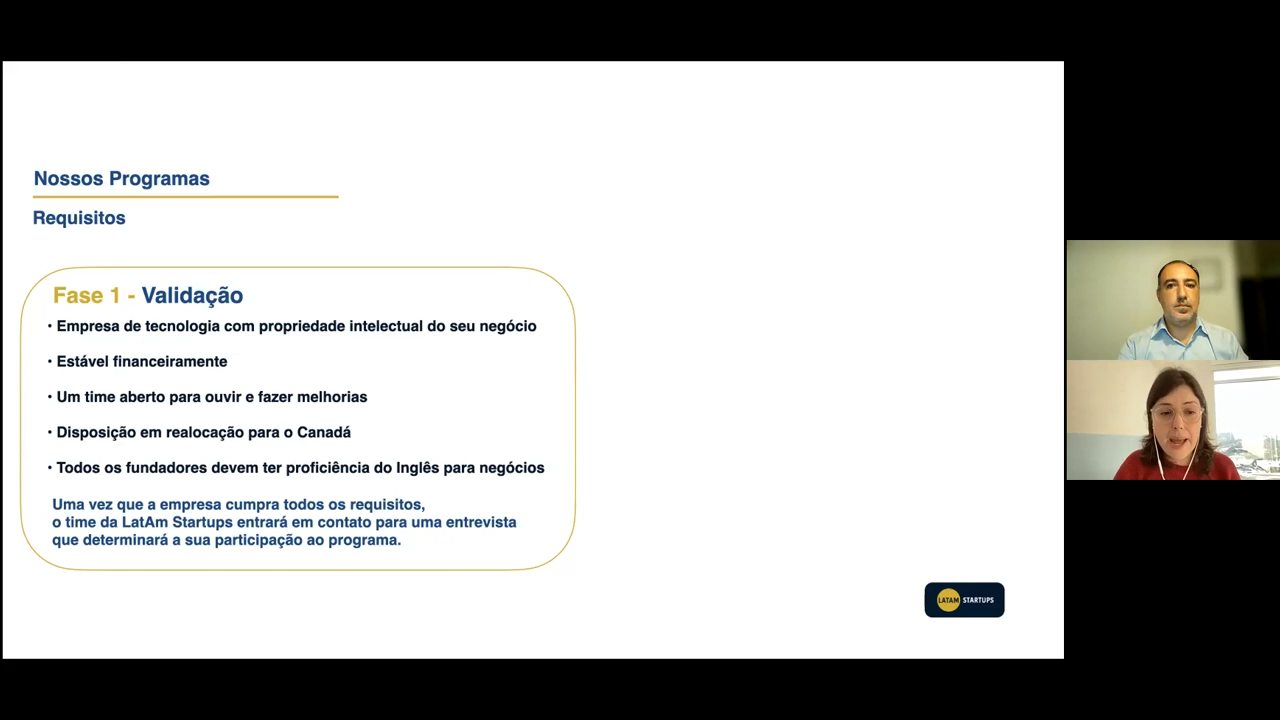 Nossos Programas
Requisitos
Fase 1 - Validação
• Empresa de tecnologia com propriedade intelectual do seu negócio
• Estável financeiramente
• Um time aberto para ouvir e fazer melhorias
• Disposição em realocação para o Canadá
• Todos os fundadores devem ter proficiência do Inglês para negócios
Uma vez que a empresa cumpra todos os requisitos,
o time da LatAm Startups entrará em contato para uma entrevista
que determinará a sua participação ao programa.
LATAM STARTUPS